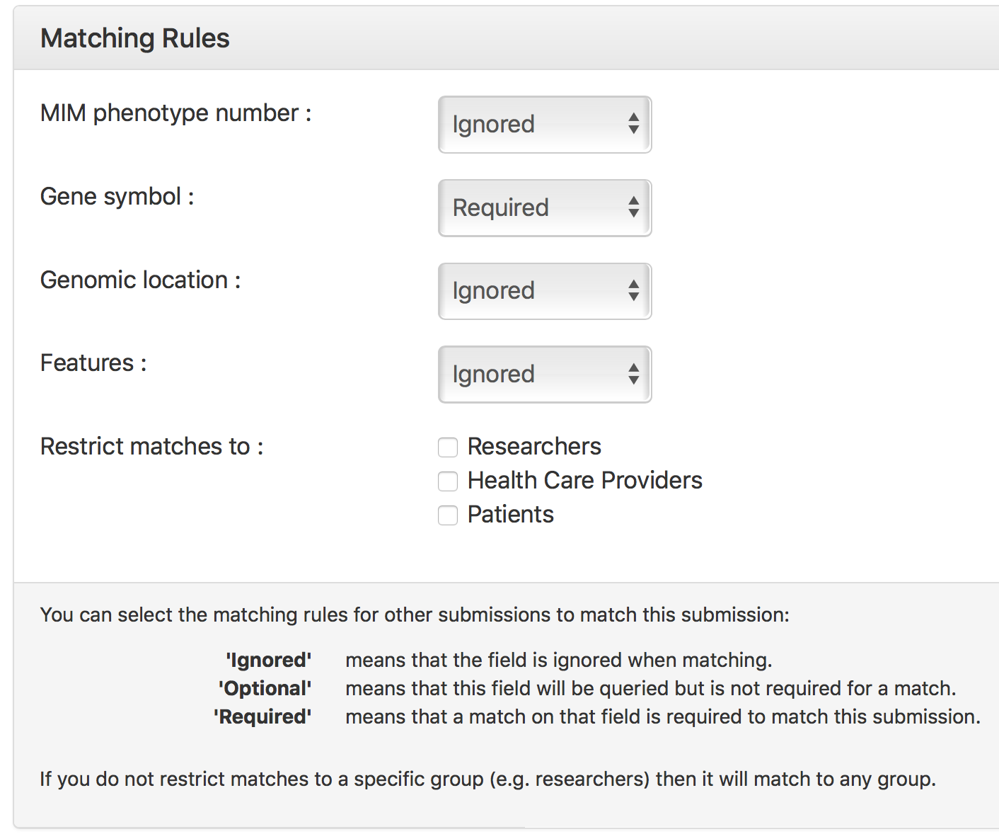 Matching Rules
MIM phenotype number : Ignored
Gene symbol : Required
Genomic location : Ignored
Features : Ignored
Restrict matches to : Researchers
Health Care Providers
Patients
You can select the matching rules for other submissions to match this submission:
'Ignored' means that the field is ignored when matching.
'Optional' means that this field will be queried but is not required for a match.
'Required' means that a match on that field is required to match this submission.
If you do not restrict matches to a specific group (e.g. researchers) then it will match to any group.